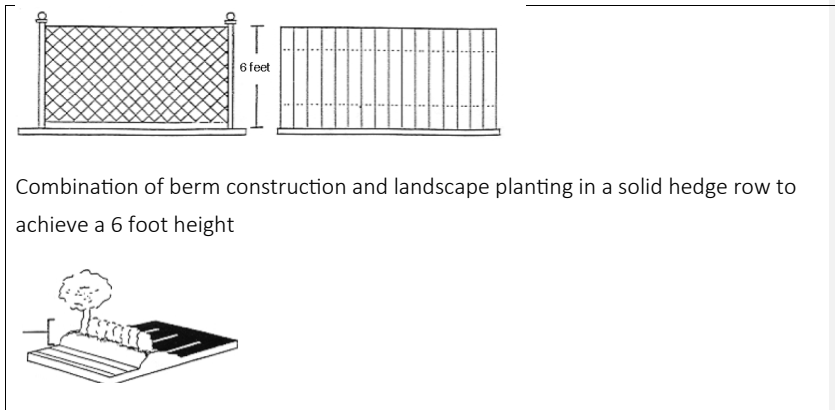 6 feet
Combination of berm construction and landscape planting in a solid hedge row to
achieve a 6 foot height